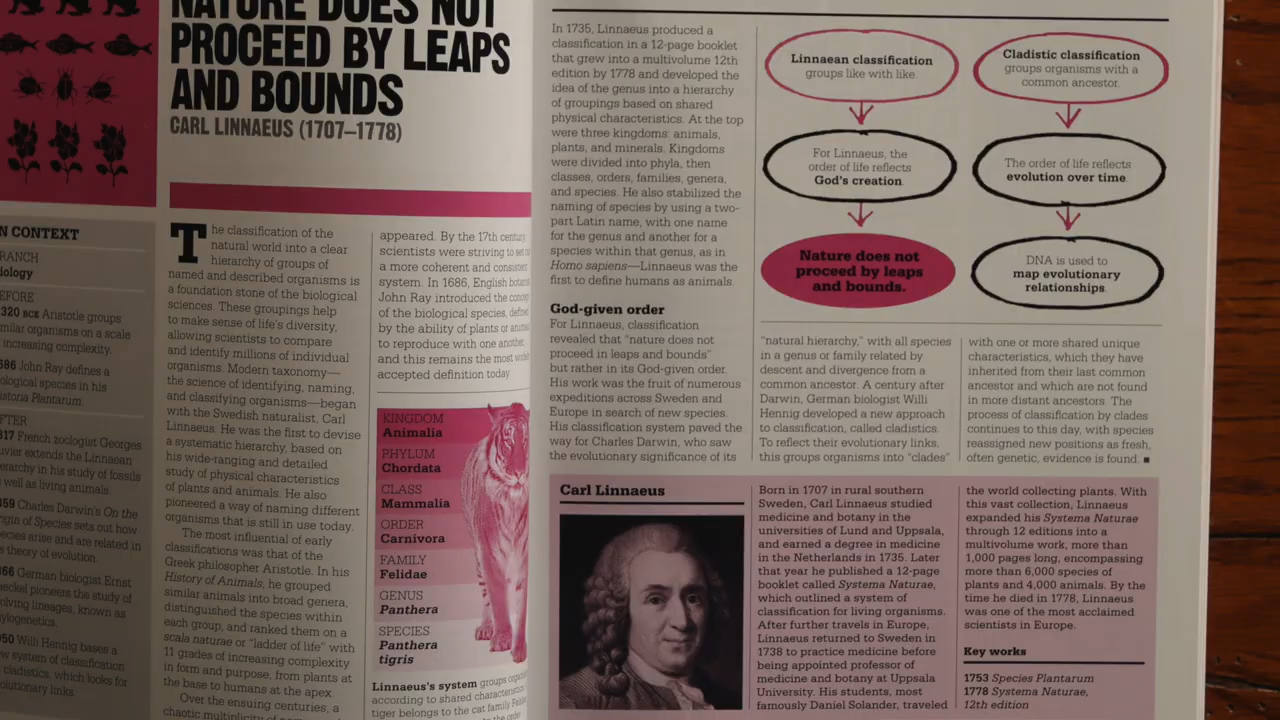 NATURE DOES NOT
PROCEED BY LEAPS
AND BOUNDS
CARL LINNAEUS (1707–1778)
N CONTEXT
RANCH
iology
EFORE
320 BCE Aristotle groups
milar organisms on a scale
increasing complexity.
686 John Ray defines a
ological species in his
istoria Plantarum.
FTER
817 French zoologist Georges
uvier extends the Linnaean
erarchy in his study of fossils
well as living animals.
859 Charles Darwin's On the
rigin of Species sets out how
ecies arise and are related in
s theory of evolution.
866 German biologist Ernst
aeckel pioneers the study of
olving lineages, known as
ylogenetics.
950 Willi Hennig bases a
ew system of classification
cladistics, which looks for
olutionary links.
The classification of the
natural world into a clear
hierarchy of groups of
named and described organisms is
a foundation stone of the biological
sciences. These groupings help
to make sense of life's diversity,
allowing scientists to compare
and identify millions of individual
organisms. Modern taxonomy—
the science of identifying, naming,
and classifying organisms—began
with the Swedish naturalist, Carl
Linnaeus. He was the first to devise
a systematic hierarchy, based on
his wide-ranging and detailed
study of physical characteristics
of plants and animals. He also
pioneered a way of naming different
organisms that is still in use today.
The most influential of early
classifications was that of the
Greek philosopher Aristotle. In his
History of Animals, he grouped
similar animals into broad genera,
distinguished the species within
each group, and ranked them on a
scala naturae or "ladder of life" with
11 grades of increasing complexity
in form and purpose, from plants at
the base to humans at the apex.
Over the ensuing centuries, a
chaotic multiplicity of
appeared. By the 17th century
scientists were striving to set
a more coherent and consistent
system. In 1686, English botanist
John Ray introduced the concept
of the biological species, defined
by the ability of plants or animals
to reproduce with one another,
and this remains the most widely
accepted definition today.
KINGDOM
Animalia
PHYLUM
Chordata
CLASS
Mammalia
ORDER
Carnivora
FAMILY
Felidae
GENUS
Panthera
SPECIES
Panthera
tigris
Linnaeus's system groups
according to shared
tiger belongs to the cat family
In 1735, Linnaeus produced a
classification in a 12-page booklet
that grew into a multivolume 12th
edition by 1778 and developed the
idea of the genus into a hierarchy
of groupings based on shared
physical characteristics. At the top
were three kingdoms: animals,
plants, and minerals. Kingdoms
were divided into phyla, then
classes, orders, families, genera,
and species. He also stabilized the
naming of species by using a two-
part Latin name, with one name
for the genus and another for a
species within that genus, as in
Homo sapiens—Linnaeus was the
first to define humans as animals.
God-given order
For Linnaeus, classification
revealed that "nature does not
proceed in leaps and bounds"
but rather in its God-given order.
His work was the fruit of numerous
expeditions across Sweden and
Europe in search of new species.
His classification system paved the
way for Charles Darwin, who saw
the evolutionary significance of its
Linnaean classification
groups like with like.
For Linnaeus, the
order of life reflects
God's creation.
Nature does not
proceed by leaps
and bounds.
Cladistic classification
groups organisms with a
common ancestor.
The order of life reflects
evolution over time.
DNA is used to
map evolutionary
relationships.
"natural hierarchy," with all species
in a genus or family related by
descent and divergence from a
common ancestor. A century after
Darwin, German biologist Willi
Hennig developed a new approach
to classification, called cladistics.
To reflect their evolutionary links,
this groups organisms into "clades"
with one or more shared unique
characteristics, which they have
inherited from their last common
ancestor and which are not found
in more distant ancestors. The
process of classification by clades
continues to this day, with species
reassigned new positions as fresh,
often genetic, evidence is found. ■
Carl Linnaeus
Born in 1707 in rural southern
Sweden, Carl Linnaeus studied
medicine and botany in the
universities of Lund and Uppsala,
and earned a degree in medicine
in the Netherlands in 1735. Later
that year he published a 12-page
booklet called Systema Naturae,
which outlined a system of
classification for living organisms.
After further travels in Europe,
Linnaeus returned to Sweden in
1738 to practice medicine before
being appointed professor of
medicine and botany at Uppsala
University. His students, most
famously Daniel Solander, traveled
the world collecting plants. With
this vast collection, Linnaeus
expanded his Systema Naturae
through 12 editions into a
multivolume work, more than
1,000 pages long, encompassing
more than 6,000 species of
plants and 4,000 animals. By the
time he died in 1778, Linnaeus
was one of the most acclaimed
scientists in Europe.
Key works
1753 Species Plantarum
1778 Systema Naturae,
12th edition